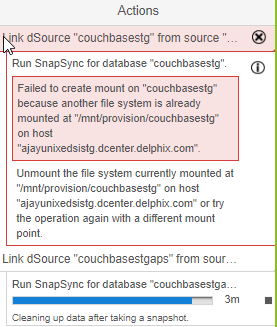 Actions
Link dSource "couchbasestg" from source "...
Run SnapSync for database "couchbasestg".
Failed to create mount on "couchbasestg"
because another file system is already
mounted at "/mnt/provision/couchbasestg"
on host
"ajayunixedsistg.dcenter.delphix.com".
Unmount the file system currently mounted at
"/mnt/provision/couchbasestg" on host
"ajayunixedsistg.dcenter.delphix.com" or try
the operation again with a different mount
point.
Link dSource "couchbasestgaps" from sour...
Run SnapSync for database "couchbasestga...
3m
Cleaning up data after taking a snapshot.